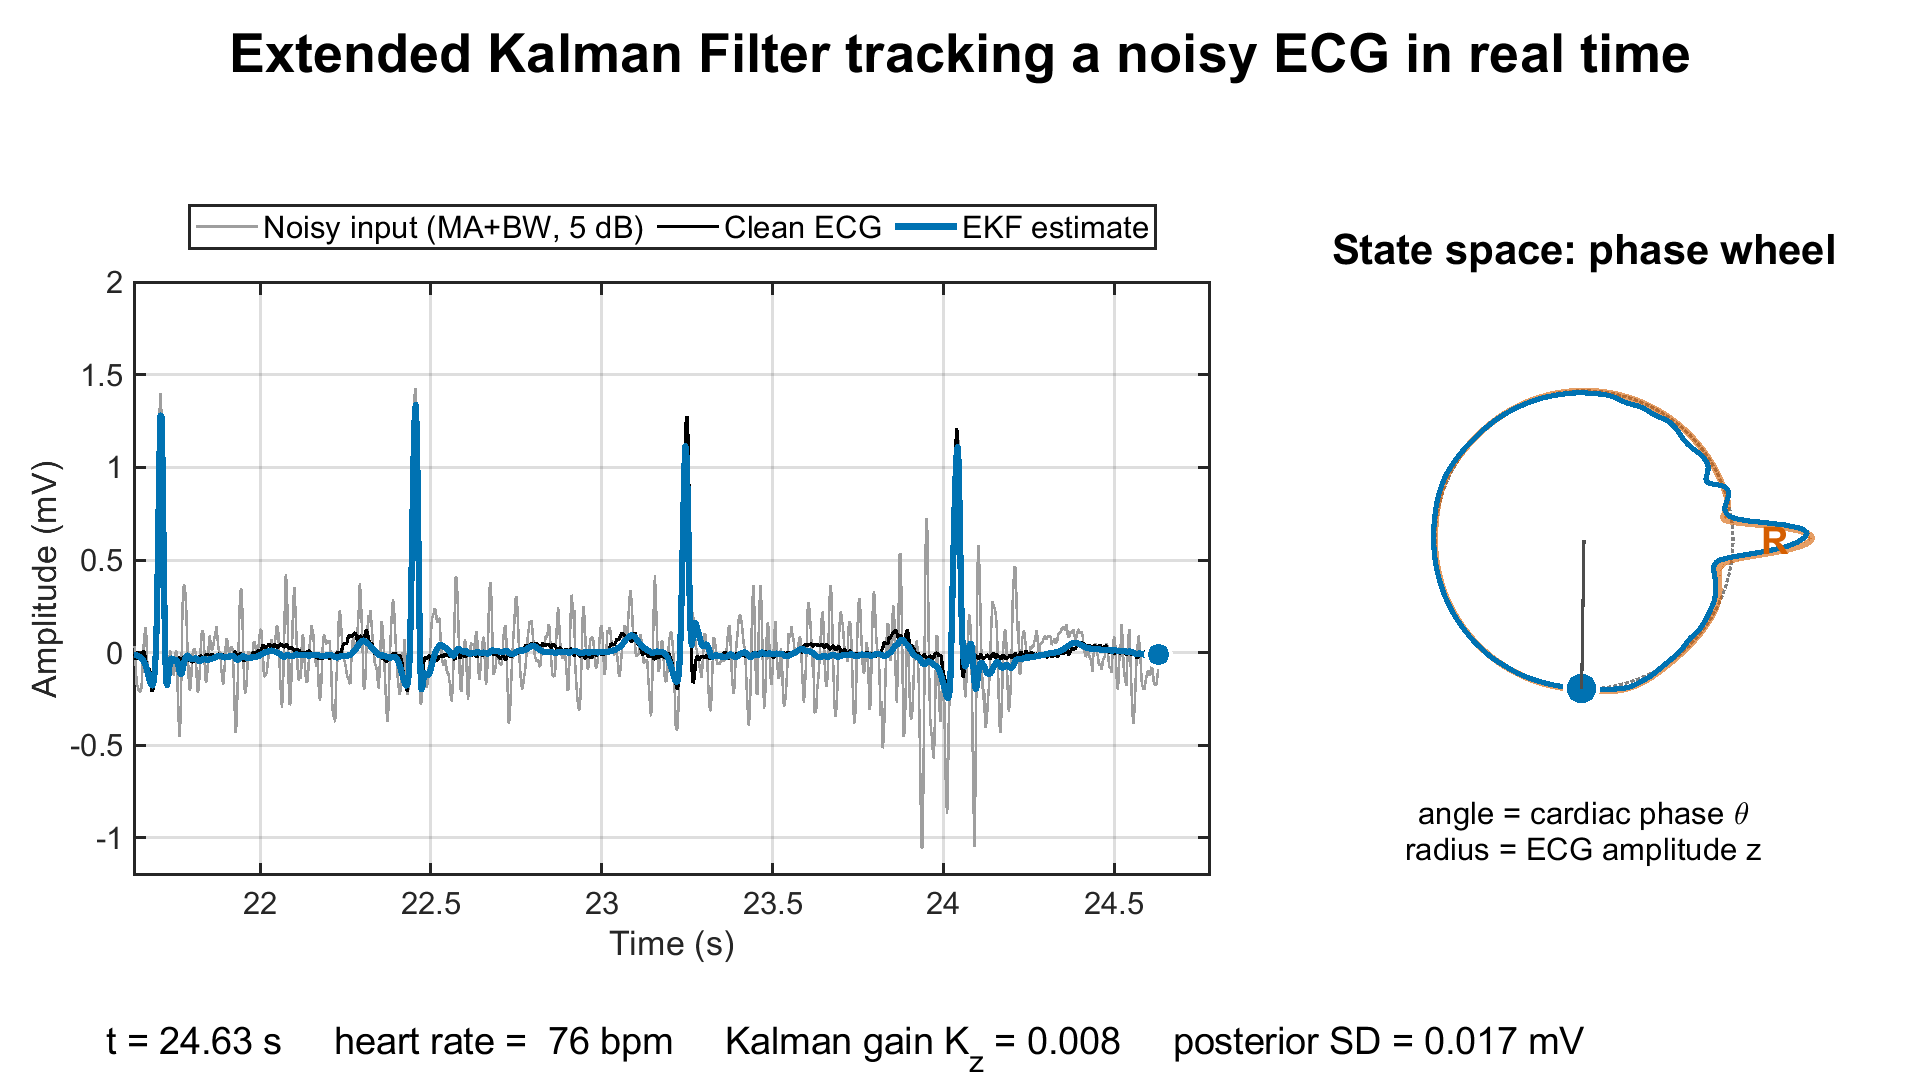 Extended Kalman Filter tracking a noisy ECG in real time
Noisy input (MA+BW, 5 dB) Clean ECG EKF estimate
State space: phase wheel
2
1.5
1
0.5
0
-0.5
-1
Amplitude (mV)
22 22.5 23 23.5 24 24.5
Time (s)
R
angle = cardiac phase θ
radius = ECG amplitude z
t = 24.63 s heart rate = 76 bpm Kalman gain K_z = 0.008 posterior SD = 0.017 mV